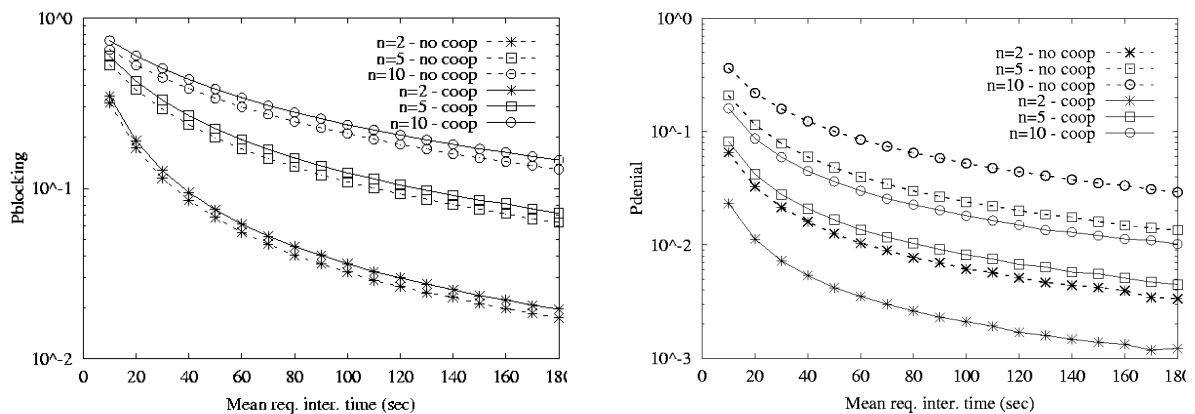 10^0
10^-1
10^-2
Pblocking
n=2 - no coop
n=5 - no coop
n=10 - no coop
n=2 - coop
n=5 - coop
n=10 - coop
0 20 40 60 80 100 120 140 160 180
Mean req. inter. time (sec)
10^0
10^-1
10^-2
10^-3
Pdenial
n=2 - no coop
n=5 - no coop
n=10 - no coop
n=2 - coop
n=5 - coop
n=10 - coop
0 20 40 60 80 100 120 140 160 180
Mean req. inter. time (sec)